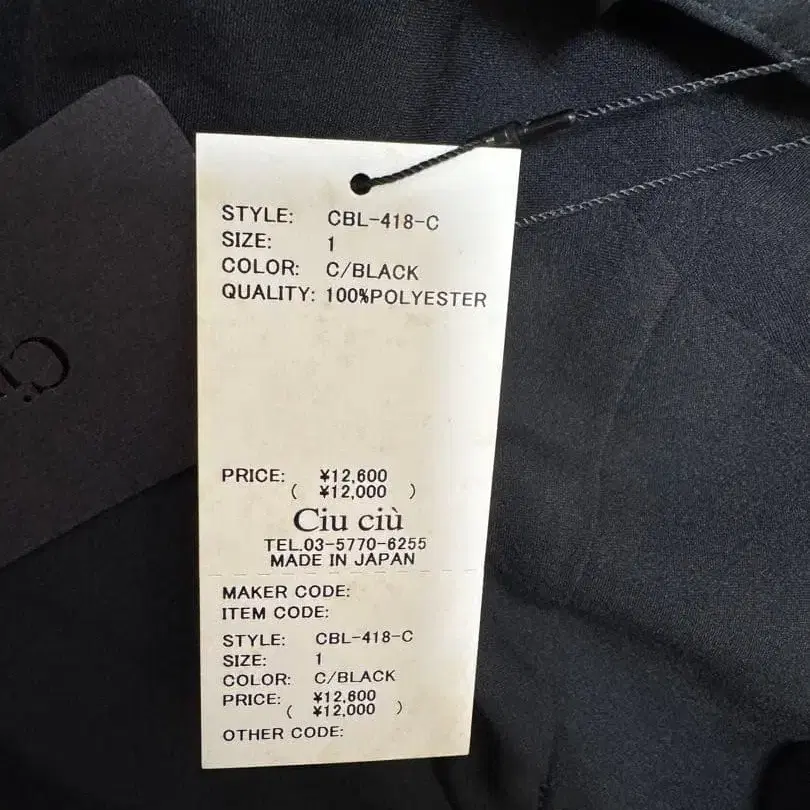 STYLE: CBL-418-C
SIZE: 1
COLOR: C/BLACK
QUALITY: 100%POLYESTER
PRICE: ¥12,600
( ¥12,000 )
Ciu ciù
TEL.03-5770-6255
MADE IN JAPAN
MAKER CODE:
ITEM CODE:
STYLE: CBL-418-C
SIZE: 1
COLOR: C/BLACK
PRICE: ¥12,600
( ¥12,000 )
OTHER CODE: